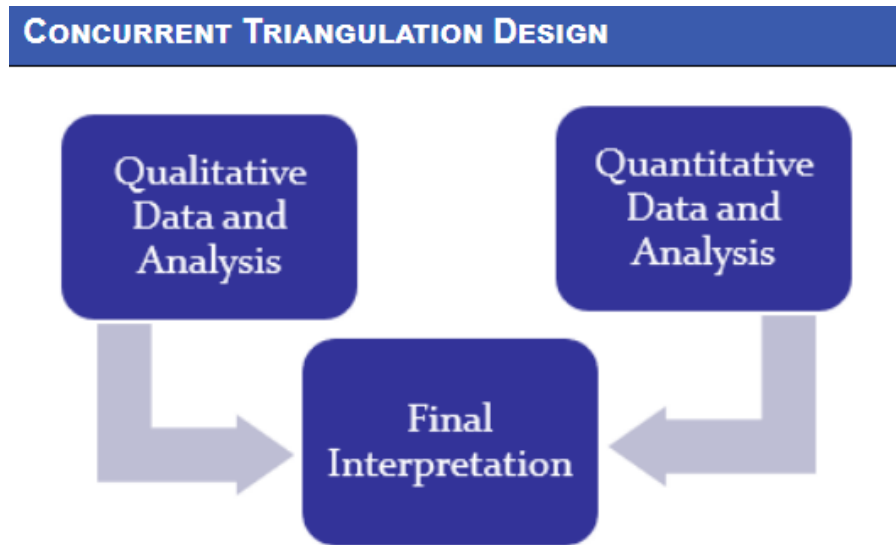 CONCURRENT TRIANGULATION DESIGN
Qualitative
Data and
Analysis
Quantitative
Data and
Analysis
Final
Interpretation